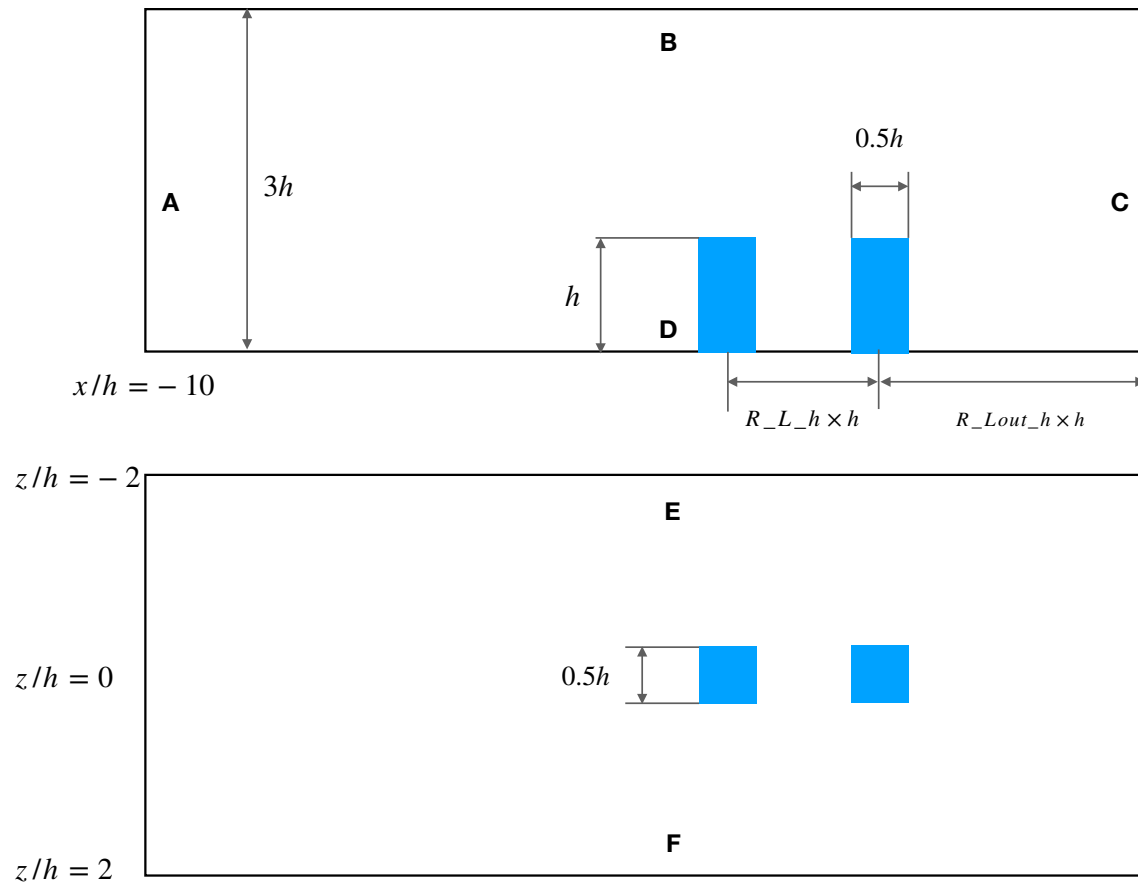 B
0.5h
3h
A
C
h
D
x/h = − 10
R_L_h × h
R_Lout_h × h
z/h = − 2
E
z/h = 0
0.5h
F
z/h = 2